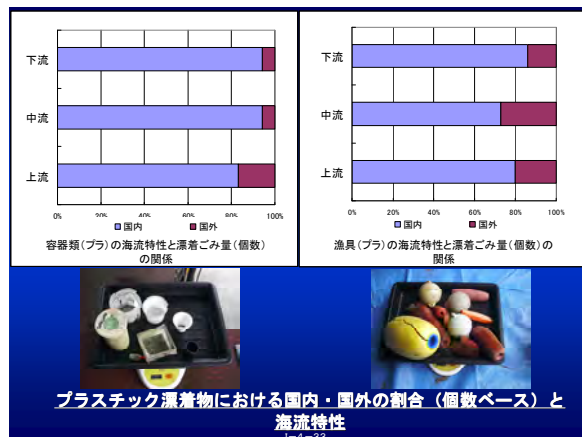 下流
中流
上流
0% 20% 40% 60% 80% 100%
国内 国外
容器類(プラ)の海流特性と漂着ごみ量(個数)
の関係
下流
中流
上流
0% 20% 40% 60% 80% 100%
国内 国外
漁具(プラ)の海流特性と漂着ごみ量(個数)の
関係
プラスチック漂着物における国内・国外の割合(個数ベース)と
海流特性
I-4-33